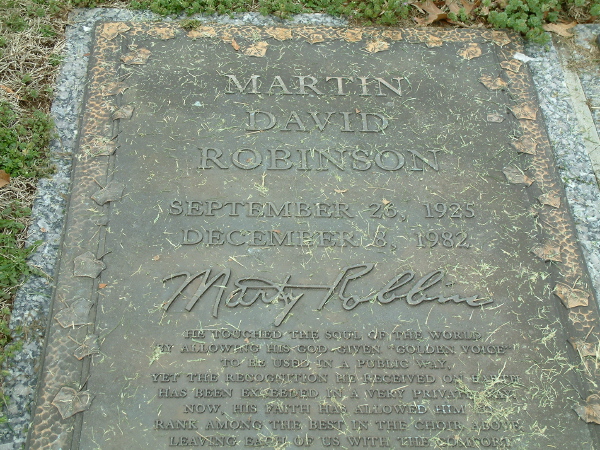 MARTIN
DAVID
ROBINSON
SEPTEMBER 26, 1925
DECEMBER 8, 1982
Marty Robbins
HE TOUCHED THE SOUL OF THE WORLD
BY ALLOWING HIS GOD-GIVEN "GOLDEN VOICE"
TO BE USED IN A PUBLIC WAY,
YET THE RECOGNITION HE RECEIVED ON EARTH
HAS BEEN EXCEEDED IN A VERY PRIVATE WAY.
NOW, HIS FAITH HAS ALLOWED HIM TO
RANK AMONG THE BEST IN THE CHOIR ABOVE
LEAVING EACH OF US WITH THE COMFORT